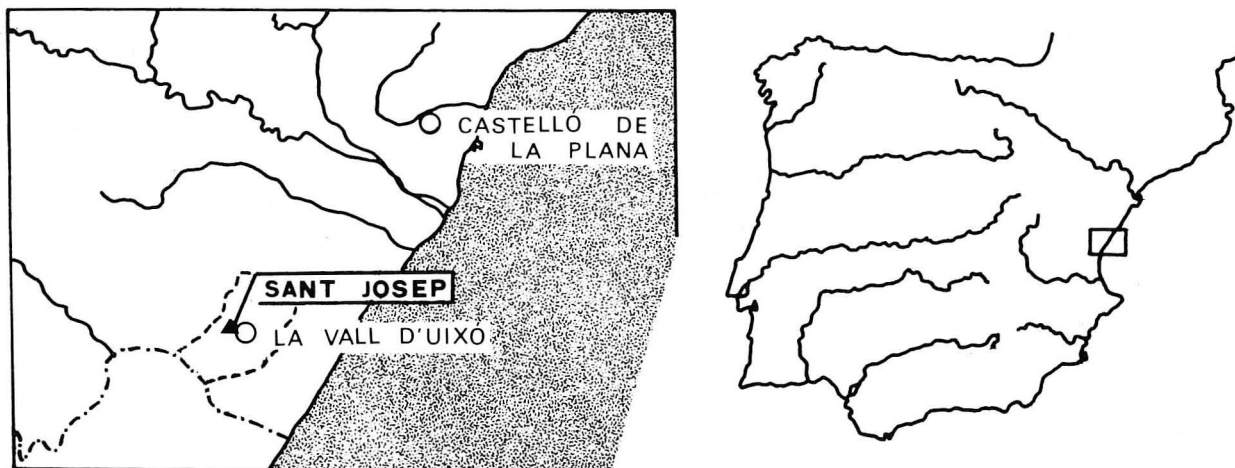 CASTELLÓ DE
LA PLANA
SANT JOSEP
LA VALL D'UIXÓ